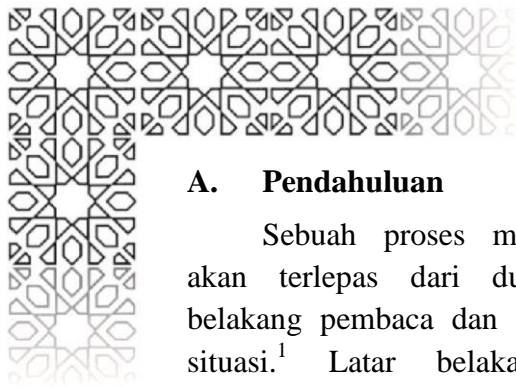 A. Pendahuluan
Sebuah proses
akan terlepas dari
belakang pembaca dan
situasi.1 Latar